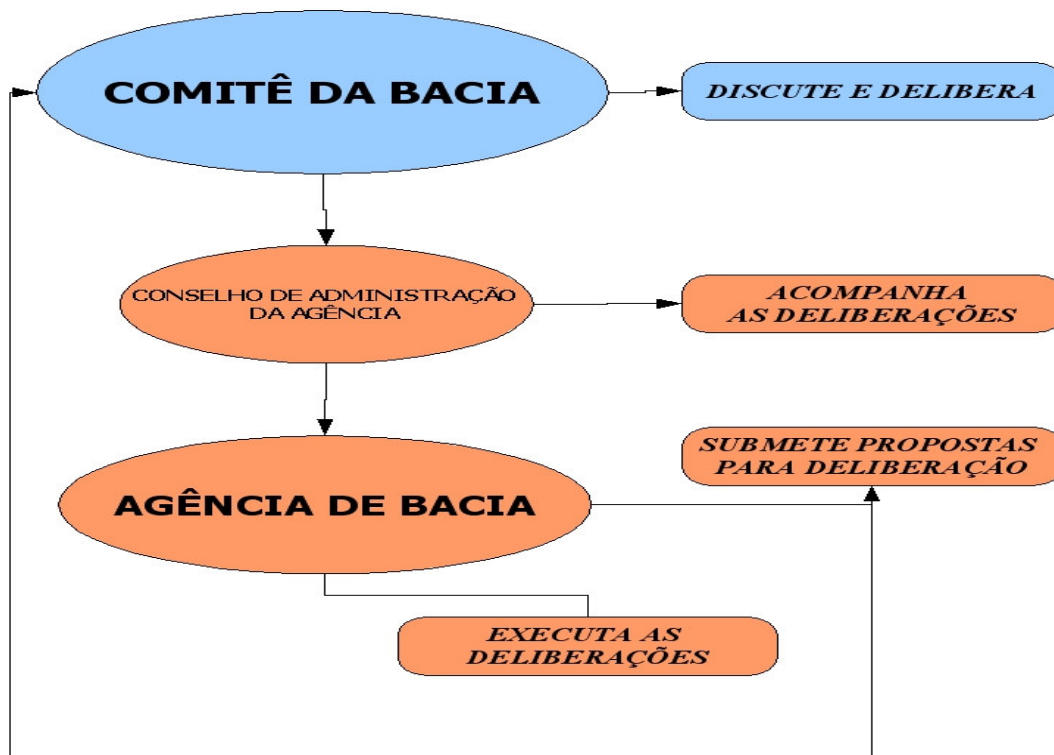 COMITÊ DA BACIA
DISCUTE E DELIBERA
CONSELHO DE ADMINISTRAÇÃO
DA AGÊNCIA
ACOMPANHA
AS DELIBERAÇÕES
SUBMETE PROPOSTAS
PARA DELIBERAÇÃO
AGÊNCIA DE BACIA
EXECUTA AS
DELIBERAÇÕES